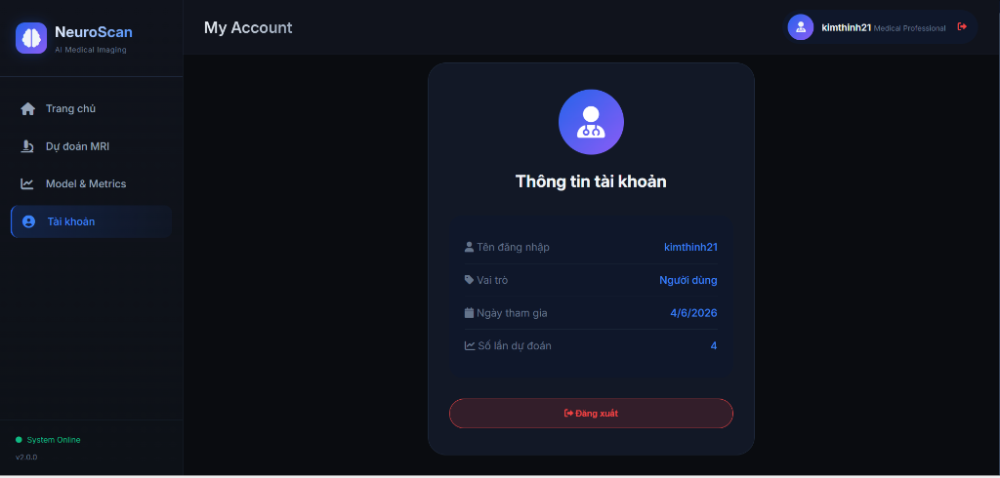 NeuroScan
AI Medical Imaging
Trang chủ
Dự đoán MRI
Model & Metrics
Tài khoản
System Online
v2.0.0
My Account
kimthinh21 Medical Professional
Thông tin tài khoản
Tên đăng nhập kimthinh21
Vai trò Người dùng
Ngày tham gia 4/6/2026
Số lần dự đoán 4
Đăng xuất